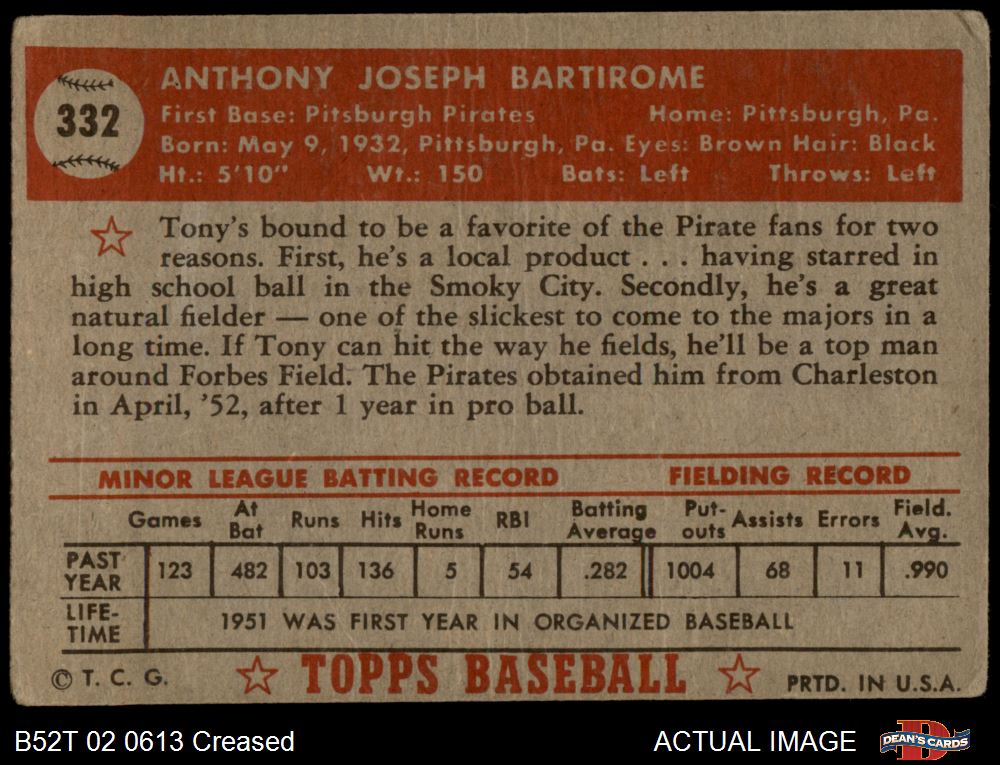 332
ANTHONY JOSEPH BARTIROME
First Base: Pitsburgh Pirates Home: Pittsburgh, Pa.
Born: May 9, 1932, Pittsburgh, Pa. Eyes: Brown Hair: Black
Ht.: 5'10" Wt.: 150 Bats: Left Throws: Left
Tony's bound to be a favorite of the Pirate fans for two
reasons. First, he's a local product . . . having starred in
high school ball in the Smoky City. Secondly, he's a great
natural fielder — one of the slickest to come to the majors in a
long time. If Tony can hit the way he fields, he'll be a top man
around Forbes Field. The Pirates obtained him from Charleston
in April, '52, after 1 year in pro ball.
MINOR LEAGUE BATTING RECORD FIELDING RECORD
Games At Bat Runs Hits Home Runs RBI Batting Average Put-outs Assists Errors Field. Avg.
PAST YEAR 123 482 103 136 5 54 .282 1004 68 11 .990
LIFE-TIME 1951 WAS FIRST YEAR IN ORGANIZED BASEBALL
© T. C. G. TOPPS BASEBALL PRTD. IN U.S.A.
B52T 02 0613 Creased ACTUAL IMAGE DEAN'S CARDS